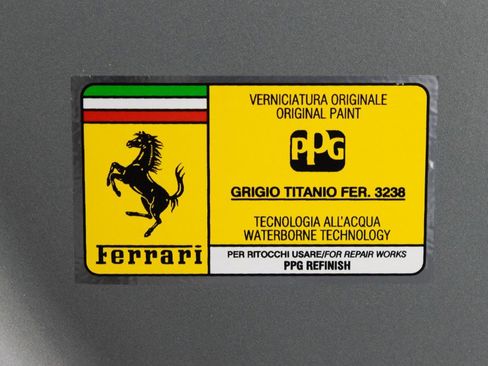 Ferrari
VERNICIATURA ORIGINALE
ORIGINAL PAINT
PPG
GRIGIO TITANIO FER. 3238
TECNOLOGIA ALL'ACQUA
WATERBORNE TECHNOLOGY
PER RITOCCHI USARE/FOR REPAIR WORKS
PPG REFINISH